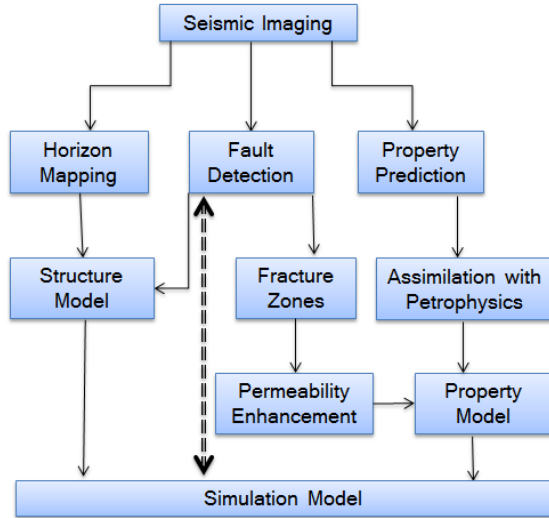 Seismic Imaging
Horizon
Mapping
Fault
Detection
Property
Prediction
Structure
Model
Fracture
Zones
Assimilation with
Petrophysics
Permeability
Enhancement
Property
Model
Simulation Model